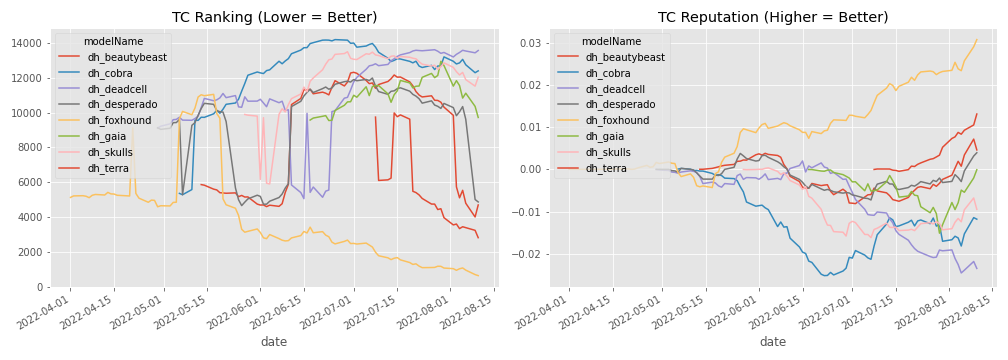 TC Ranking (Lower = Better)
14000
12000
10000
8000
6000
4000
2000
0
modelName
dh_beautybeast
dh_cobra
dh_deadcell
dh_desperado
dh_foxhound
dh_gaia
dh_skulls
dh_terra
2022-04-01
2022-04-15
2022-05-01
2022-05-15
2022-06-01
2022-06-15
2022-07-01
2022-07-15
2022-08-01
2022-08-15
date
TC Reputation (Higher = Better)
0.03
0.02
0.01
0.00
−0.01
−0.02
modelName
dh_beautybeast
dh_cobra
dh_deadcell
dh_desperado
dh_foxhound
dh_gaia
dh_skulls
dh_terra
2022-04-01
2022-04-15
2022-05-01
2022-05-15
2022-06-01
2022-06-15
2022-07-01
2022-07-15
2022-08-01
2022-08-15
date